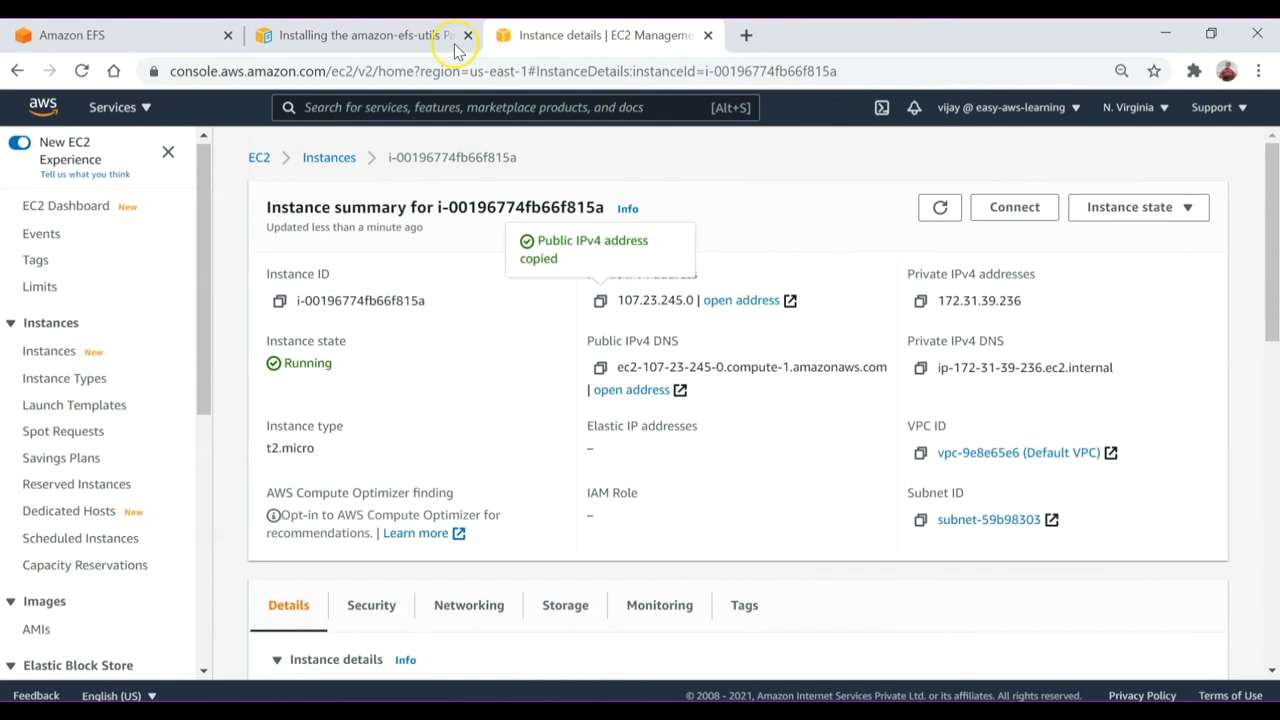 Amazon EFS
Installing the amazon-efs-utils Pa
Instance details | EC2 Manageme
console.aws.amazon.com/ec2/v2/home?region=us-east-1#InstanceDetails:instanceId=i-00196774fb66f815a
aws
Services
Search for services, features, marketplace products, and docs
[Alt+S]
vijay @ easy-aws-learning
N. Virginia
Support
New EC2
Experience
Tell us what you think
EC2 Dashboard New
Events
Tags
Limits
Instances
Instances New
Instance Types
Launch Templates
Spot Requests
Savings Plans
Reserved Instances
Dedicated Hosts New
Scheduled Instances
Capacity Reservations
Images
AMIs
Elastic Block Store
EC2
Instances
i-00196774fb66f815a
Instance summary for i-00196774fb66f815a Info
Updated less than a minute ago
Connect
Instance state
Public IPv4 address
copied
Instance ID
i-00196774fb66f815a
107.23.245.0 | open address
Private IPv4 addresses
172.31.39.236
Instance state
Running
Public IPv4 DNS
ec2-107-23-245-0.compute-1.amazonaws.com
| open address
Private IPv4 DNS
ip-172-31-39-236.ec2.internal
Instance type
t2.micro
Elastic IP addresses
–
VPC ID
vpc-9e8e65e6 (Default VPC)
AWS Compute Optimizer finding
Opt-in to AWS Compute Optimizer for
recommendations. | Learn more
IAM Role
–
Subnet ID
subnet-59b98303
Details
Security
Networking
Storage
Monitoring
Tags
Instance details Info
Feedback
English (US)
© 2008 - 2021, Amazon Internet Services Private Ltd. or its affiliates. All rights reserved.
Privacy Policy
Terms of Use